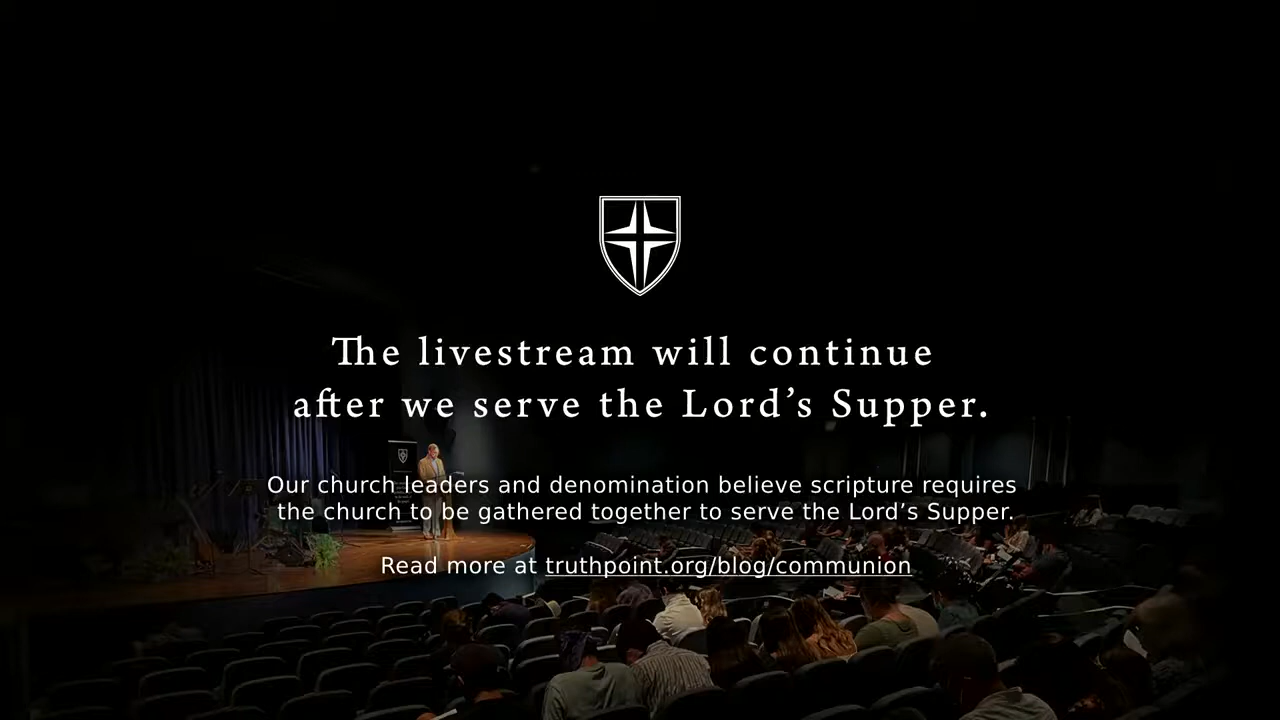 The livestream will continue
after we serve the Lord’s Supper.
Our church leaders and denomination believe scripture requires
the church to be gathered together to serve the Lord’s Supper.
Read more at truthpoint.org/blog/communion